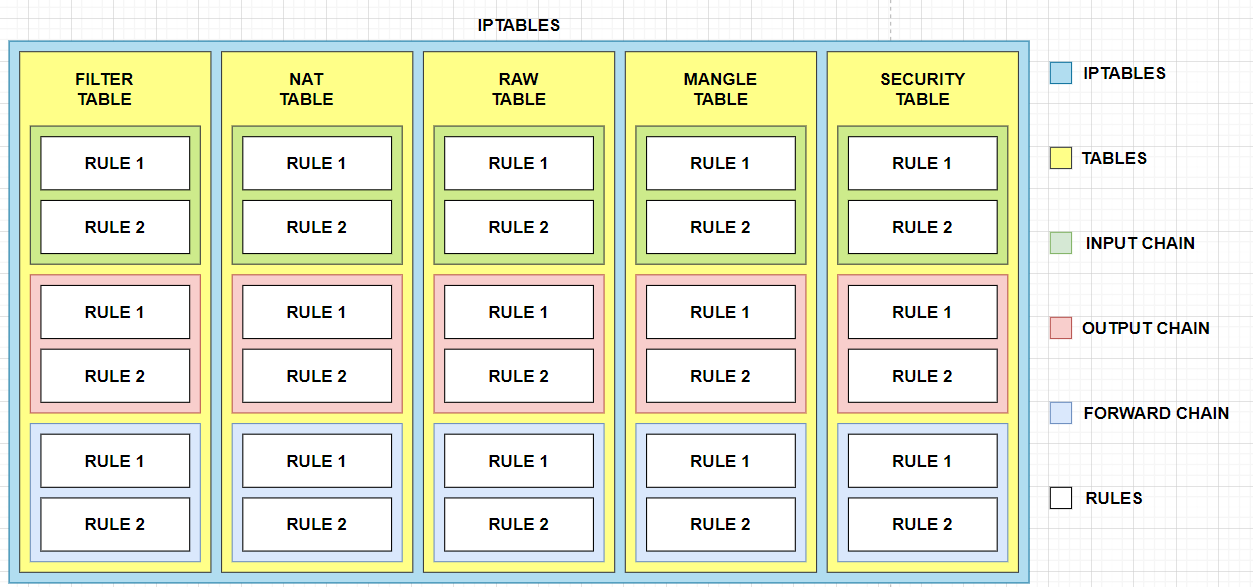 IPTABLES
FILTER
TABLE
RULE 1
RULE 2
RULE 1
RULE 2
RULE 1
RULE 2
NAT
TABLE
RULE 1
RULE 2
RULE 1
RULE 2
RULE 1
RULE 2
RAW
TABLE
RULE 1
RULE 2
RULE 1
RULE 2
RULE 1
RULE 2
MANGLE
TABLE
RULE 1
RULE 2
RULE 1
RULE 2
RULE 1
RULE 2
SECURITY
TABLE
RULE 1
RULE 2
RULE 1
RULE 2
RULE 1
RULE 2
IPTABLES
TABLES
INPUT CHAIN
OUTPUT CHAIN
FORWARD CHAIN
RULES